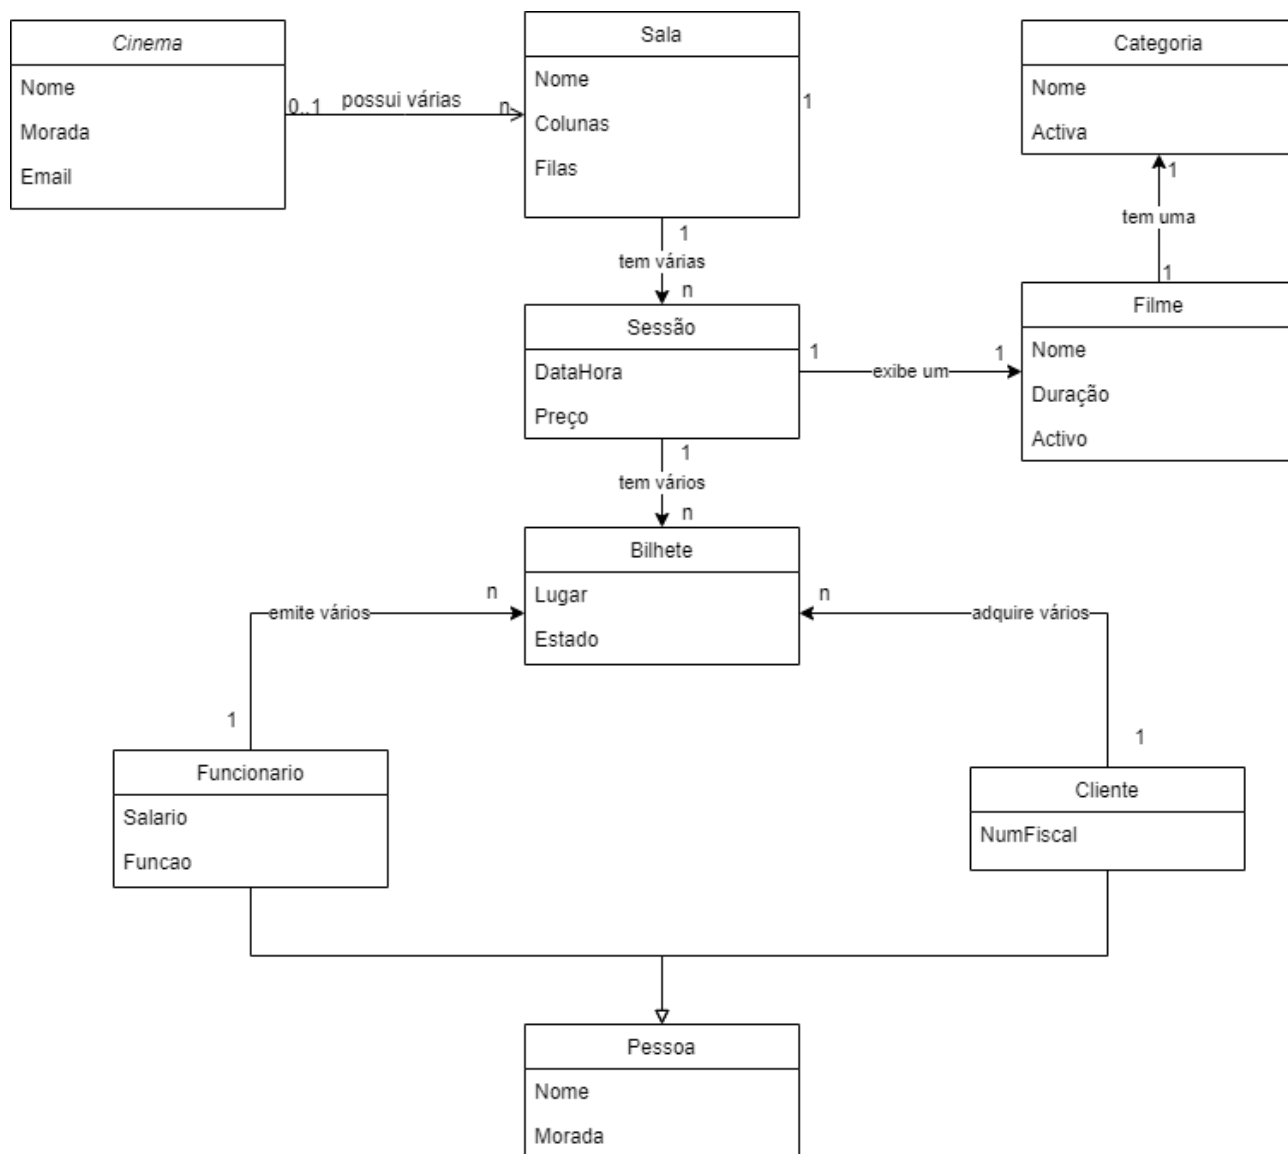 Cinema
Nome
Morada
Email
0..1
possui várias
n
Sala
Nome
Colunas
Filas
1
Categoria
Nome
Activa
1
tem uma
1
1
tem várias
n
Sessão
DataHora
Preço
1
exibe um
1
Filme
Nome
Duração
Activo
1
tem vários
n
Bilhete
Lugar
Estado
emite vários
n
n
adquire vários
1
1
Funcionario
Salário
Funcao
Cliente
NumFiscal
Pessoa
Nome
Morada